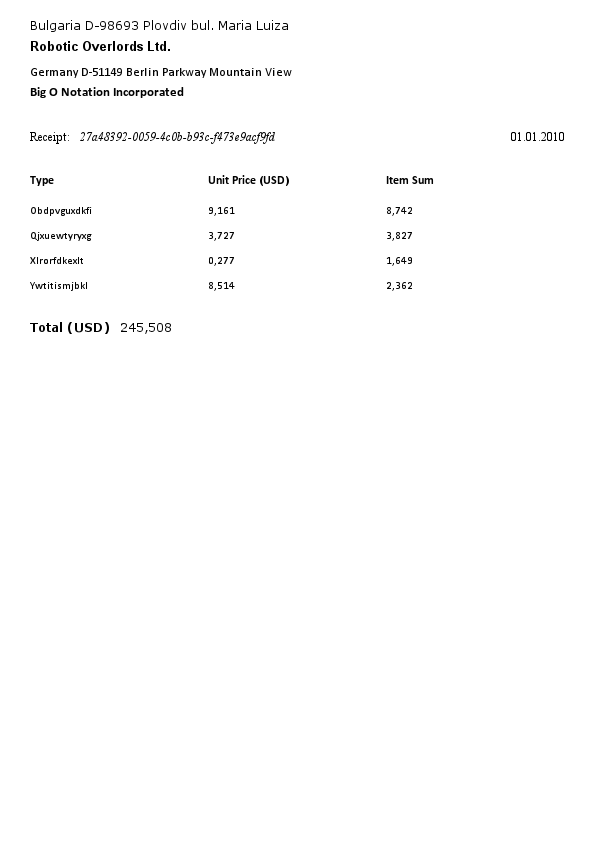 Bulgaria D-98693 Plovdiv bul. Maria Luiza
Robotic Overlords Ltd.
Germany D-51149 Berlin Parkway Mountain View
Big O Notation Incorporated
Receipt: 27a48392-0059-4c0b-b93c-f473e9acf9fd 01.01.2010
Type Unit Price (USD) Item Sum
Obdpvguxdkfi 9,161 8,742
Qjxuewtyryxg 3,727 3,827
Xlrorfdkexlt 0,277 1,649
Ywtitismjbkl 8,514 2,362
Total (USD) 245,508